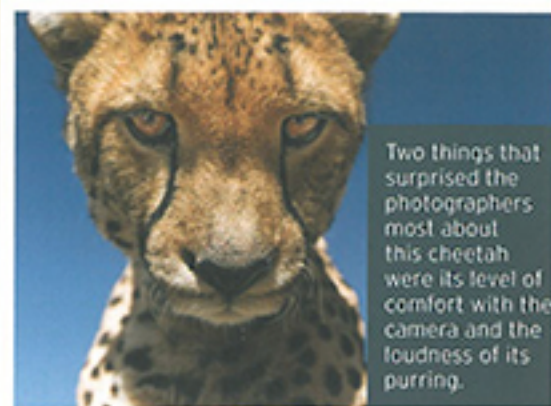 Two things that
surprised the
photographers
most about
this cheetah
were its level of
comfort with the
camera and the
loudness of its
purring.